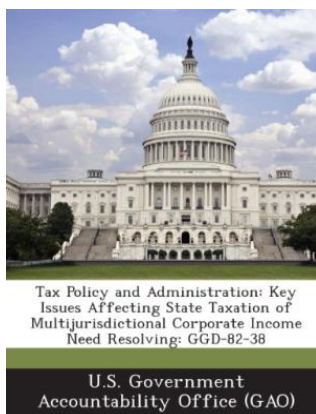 Tax Policy and Administration: Key
Issues Affecting State Taxation of
Multijurisdictional Corporate Income
Need Resolving: GGD-82-38
U.S. Government
Accountability Office (GAO)